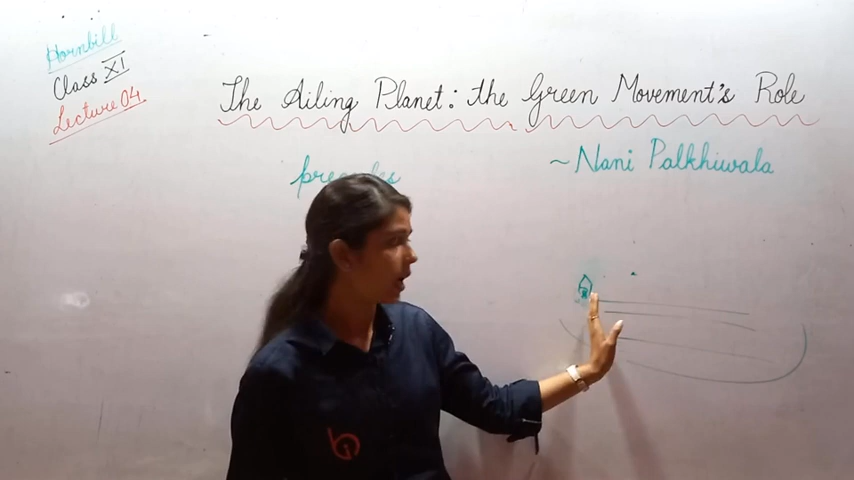 Hornbill
Class XI
Lecture 04
The Ailing Planet: the Green Movement's Role
~Nani Palkhiwala